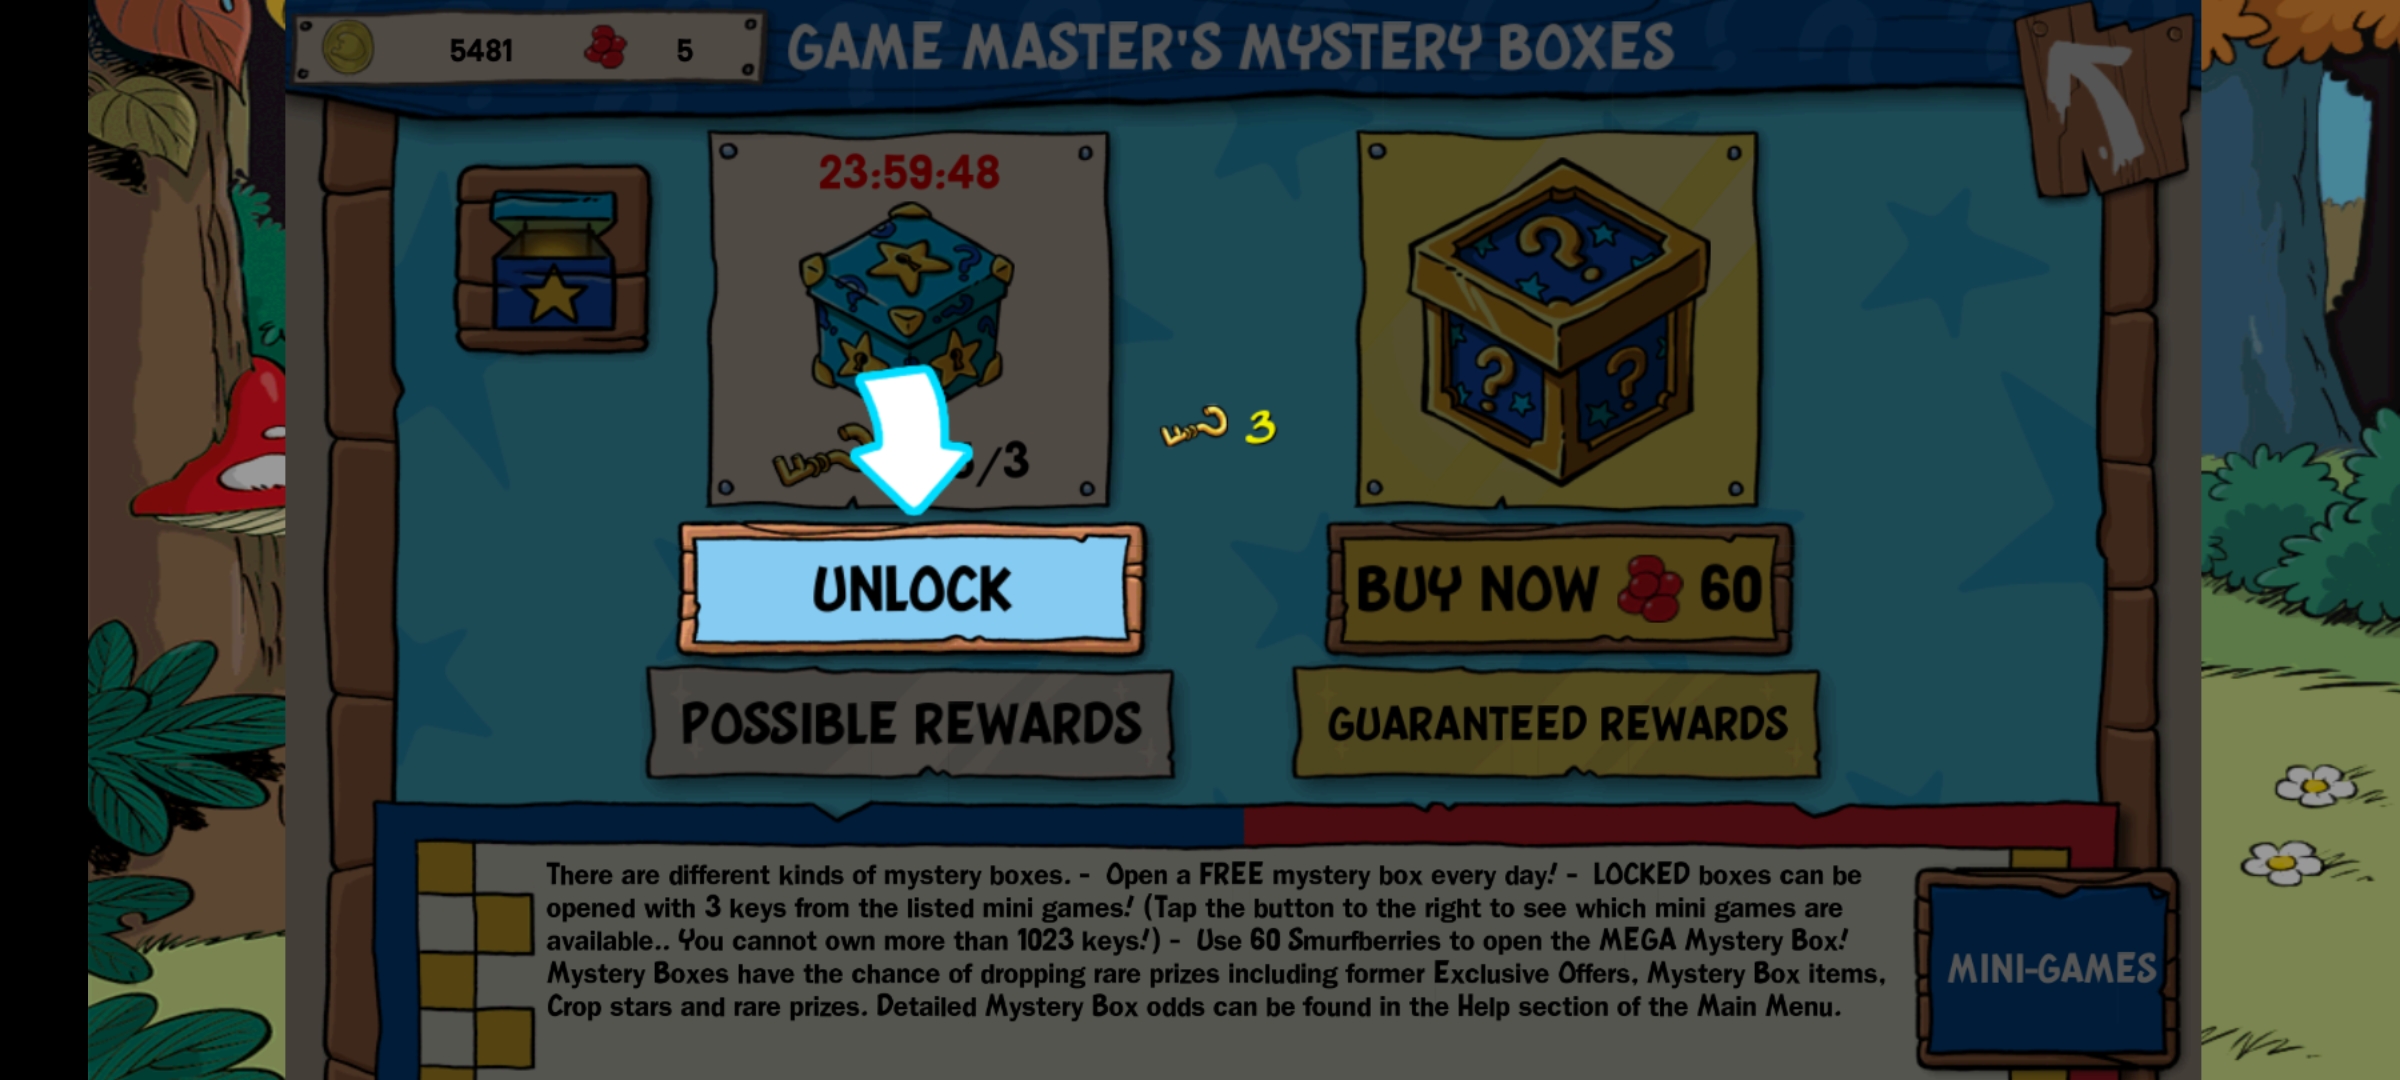 5481 5 GAME MASTER'S MYSTERY BOXES
23:59:48
/3
3
UNLOCK
BUY NOW 60
POSSIBLE REWARDS
GUARANTEED REWARDS
There are different kinds of mystery boxes. - Open a FREE mystery box every day! - LOCKED boxes can be
opened with 3 keys from the listed mini games! (Tap the button to the right to see which mini games are
available.. You cannot own more than 1023 keys!) - Use 60 Smurfberries to open the MEGA Mystery Box!
Mystery Boxes have the chance of dropping rare prizes including former Exclusive Offers, Mystery Box items,
Crop stars and rare prizes. Detailed Mystery Box odds can be found in the Help section of the Main Menu.
MINI-GAMES